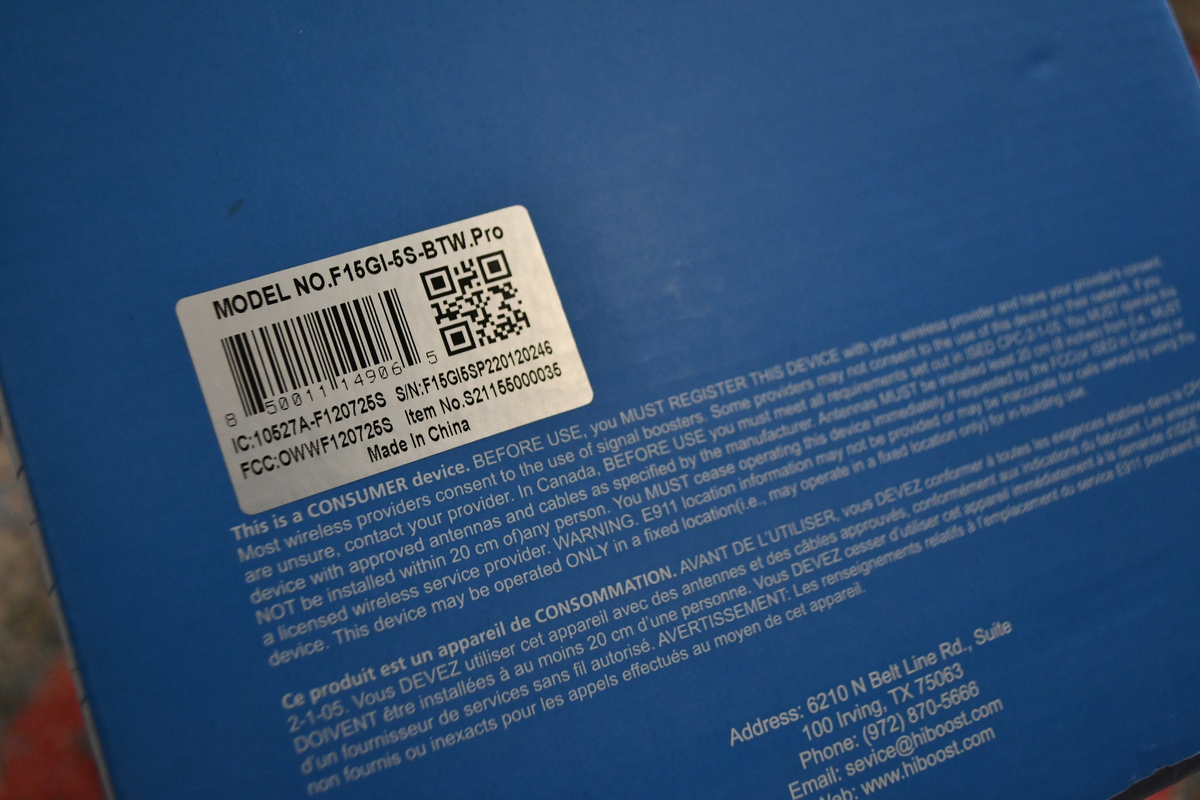 MODEL NO.F15GI-5S-BTW.Pro
8 50011 14906 5
IC:10527A-F120725S S/N:F15GI5SP220120246
FCC:OWWF120725S Item No.S21155000035
Made In China
This is a CONSUMER device. BEFORE USE, you MUST REGISTER THIS DEVICE with your wireless provider and have your provider's consent.
Most wireless providers consent to the use of signal boosters. Some providers may not consent to the use of this device on their network. If you
are unsure, contact your provider. In Canada, BEFORE USE you must meet all requirements set out in ISED CPC-2-1-05. You MUST operate this
device with approved antennas and cables as specified by the manufacturer. Antennas MUST be installed at least 20 cm (8 inches) from (i.e., MUST
NOT be installed within 20 cm of)any person. You MUST cease operating this device immediately if requested by the FCC(or ISED in Canada) or
a licensed wireless service provider. WARNING. E911 location information may not be provided or may be inaccurate for calls served by using the
device. This device may be operated ONLY in a fixed location(i.e., may operate in a fixed location only) for in-building use.
Ce produit est un appareil de CONSOMMATION. AVANT DE L'UTILISER, vous DEVEZ conformer à toutes les exigences établies dans la
2-1-05. Vous DEVEZ utiliser cet appareil avec des antennes et des câbles approuvés, conformément aux indications du fabricant. Les antennes
DOIVENT être installées à au moins 20 cm d'une personne. Vous DEVEZ cesser d'utiliser cet appareil immédiatement à la demande
d'un fournisseur de services sans fil autorisé. AVERTISSEMENT: Les renseignements relatifs à l'emplacement du service E911
non fournis ou inexacts pour les appels effectués au moyen de cet appareil.
Address: 6210 N Belt Line Rd., Suite
100 Irving, TX 75063
Phone: (972) 870-5666
Email: sevice@hiboost.com
Web: www.hiboost.com